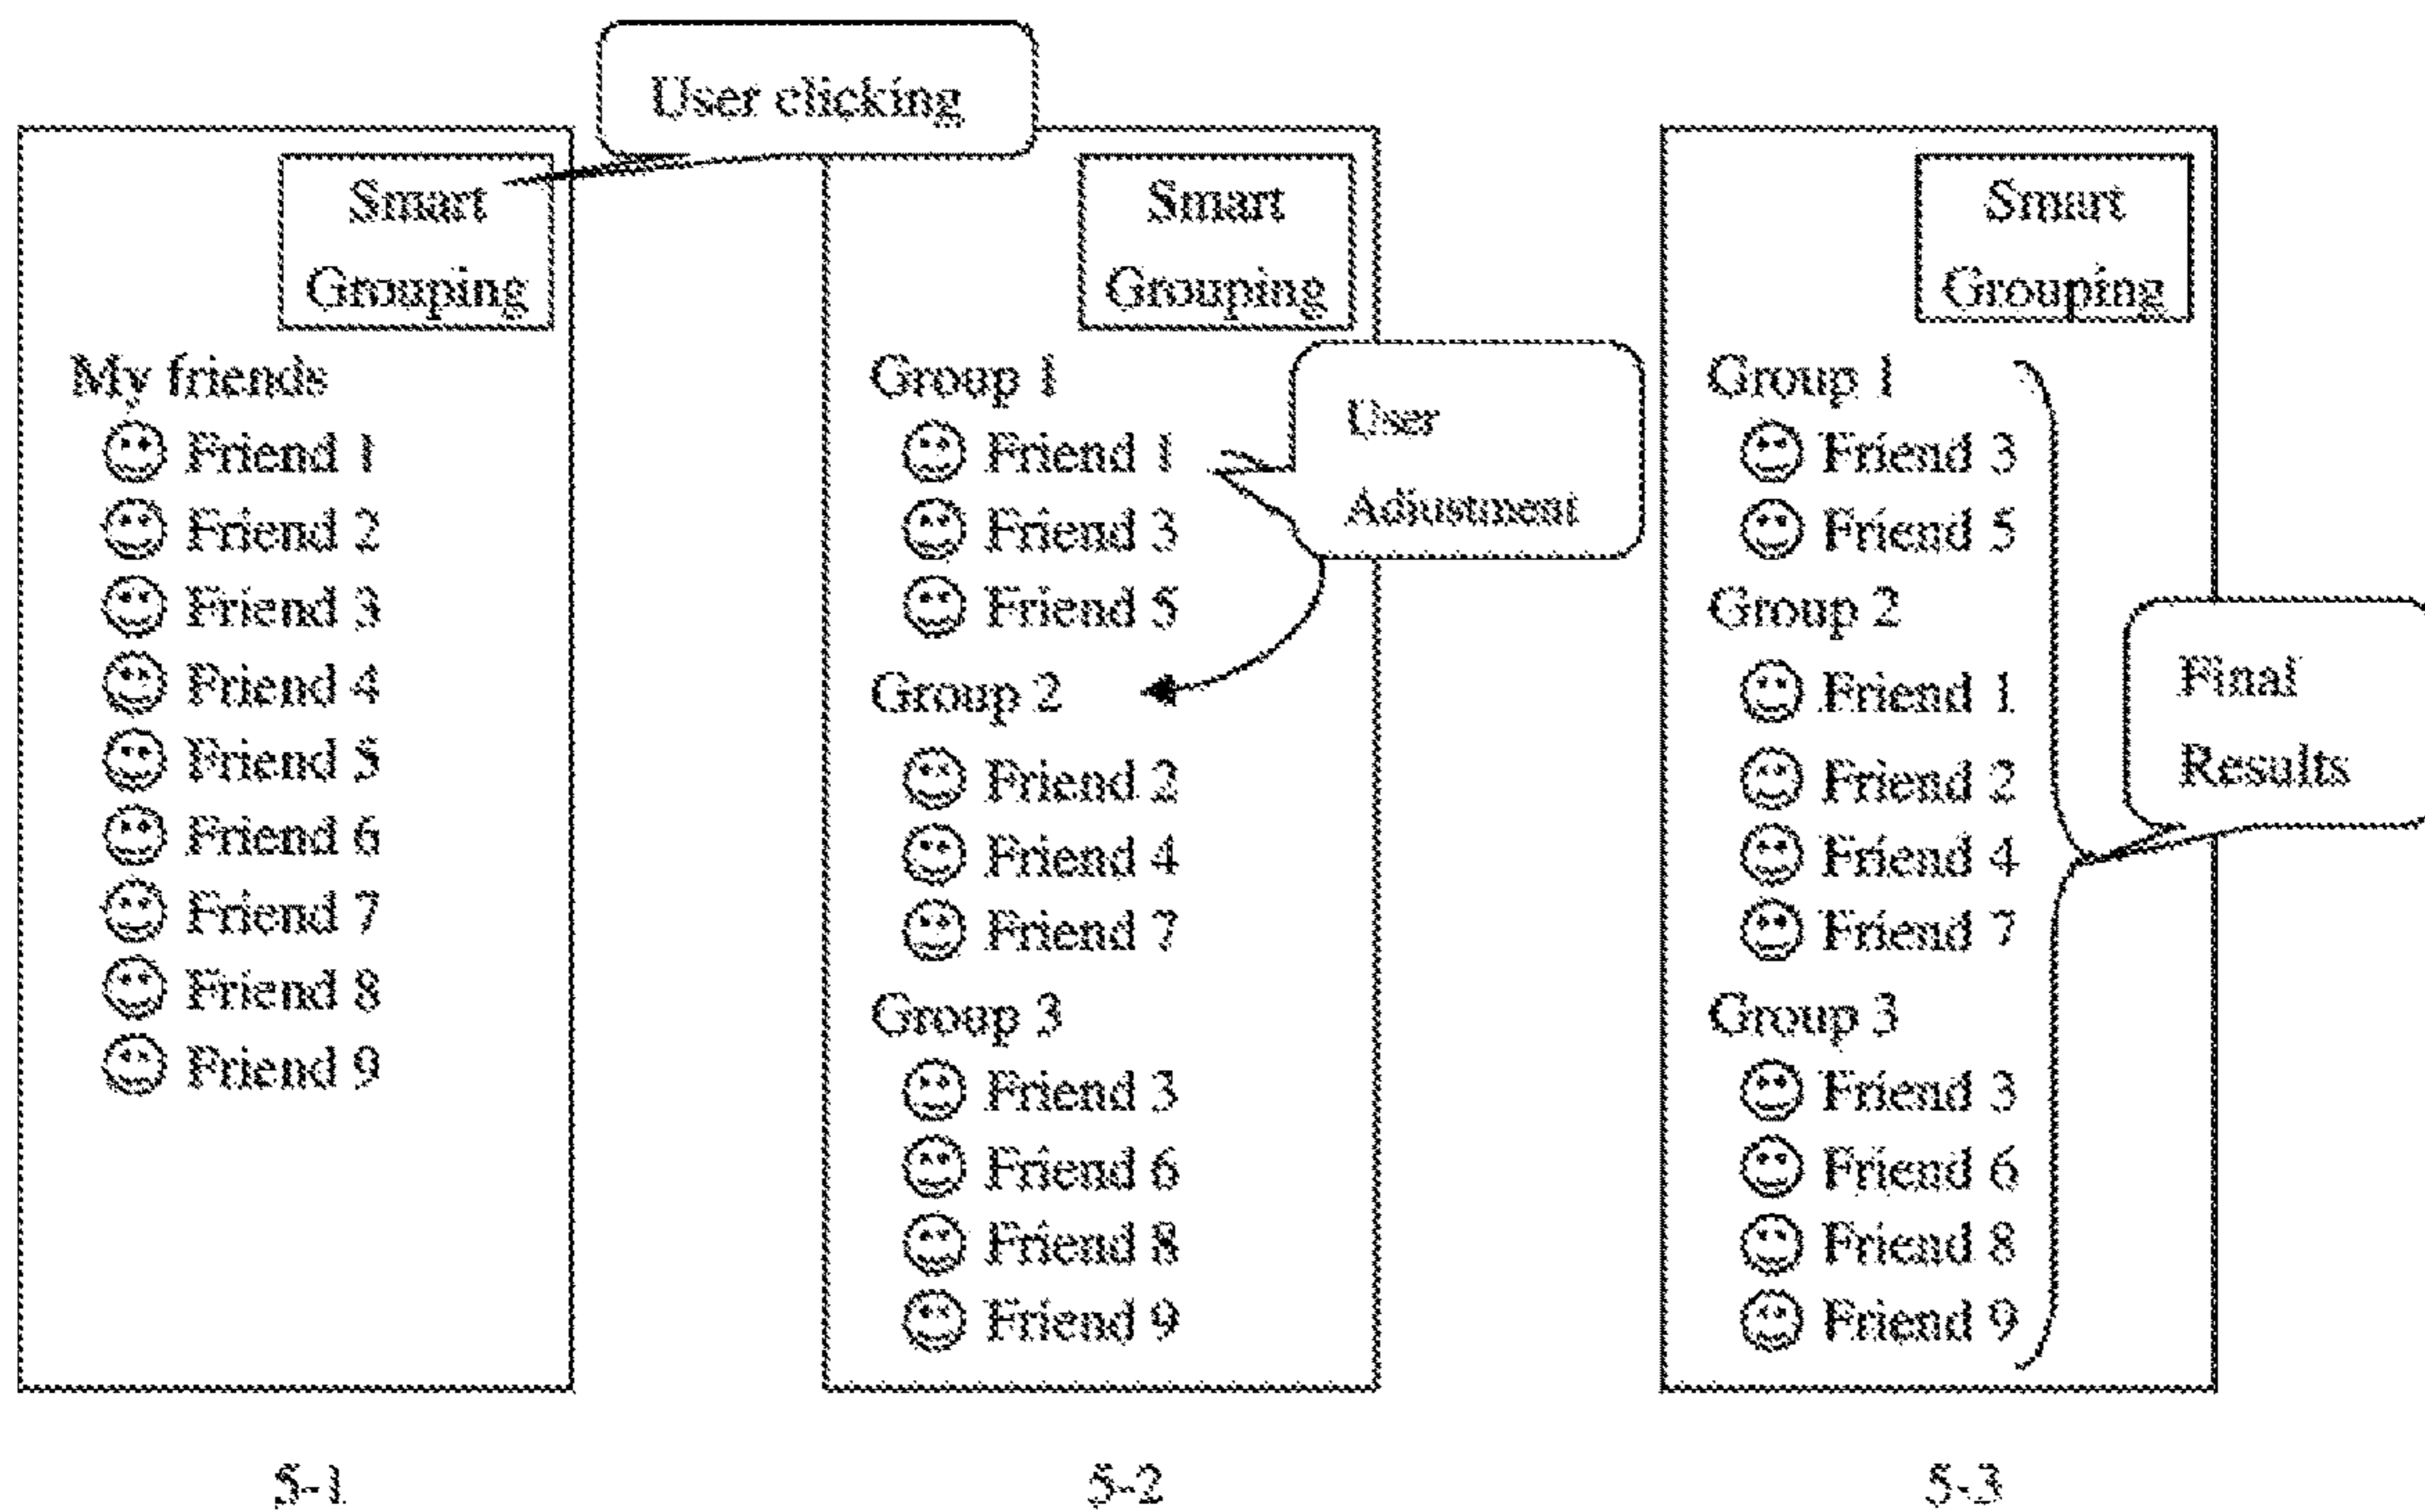 User clicking
Smart
Grouping
My friends
Friend 1
Friend 2
Friend 3
Friend 4
Friend 5
Friend 6
Friend 7
Friend 8
Friend 9
5-1
Smart
Grouping
Group 1
Friend 1
Friend 3
Friend 5
Group 2
Friend 2
Friend 4
Friend 7
Group 3
Friend 3
Friend 6
Friend 8
Friend 9
User
Adjustment
5-2
Smart
Grouping
Group 1
Friend 3
Friend 5
Group 2
Friend 1
Friend 2
Friend 4
Friend 7
Group 3
Friend 3
Friend 6
Friend 8
Friend 9
Final
Results
5-3